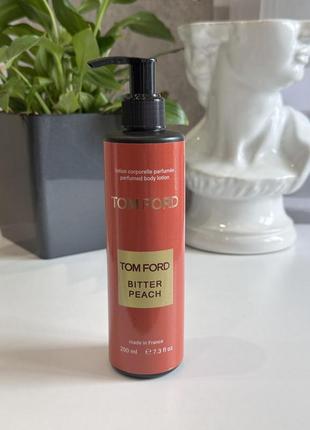 lotion corporelle parfumée
perfumed body lotion
TOM FORD
TOM FORD
BITTER
PEACH
made in France
200 ml ℮ 7.3 fl oz